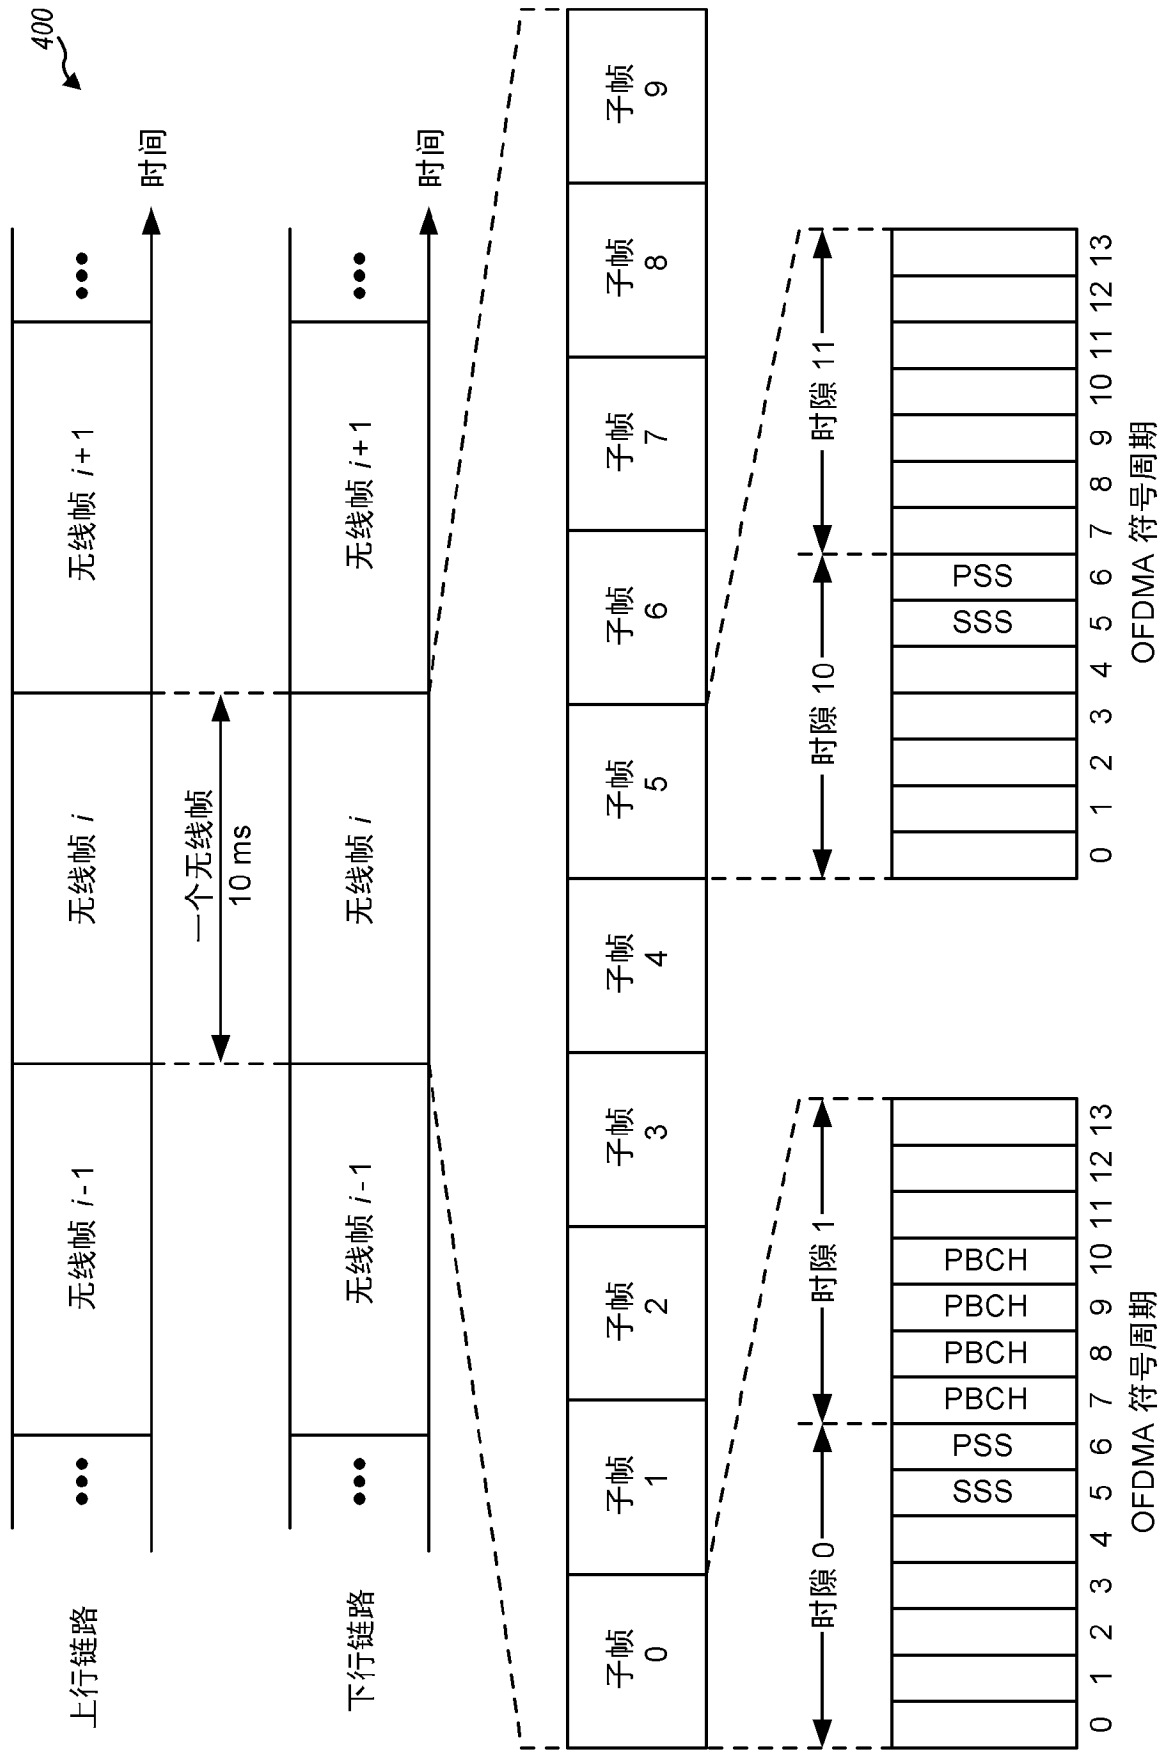 400
上行链路
••• 无线帧 i-1 无线帧 i 无线帧 i+1 •••
时间
一个无线帧
10 ms
下行链路
••• 无线帧 i-1 无线帧 i 无线帧 i+1 •••
时间
子帧 子帧 子帧 子帧 子帧 子帧 子帧 子帧 子帧 子帧
0 1 2 3 4 5 6 7 8 9
时隙 0 时隙 1
SSS PSS PBCH PBCH PBCH PBCH
0 1 2 3 4 5 6 7 8 9 10 11 12 13
OFDMA 符号周期
时隙 10 时隙 11
SSS PSS
0 1 2 3 4 5 6 7 8 9 10 11 12 13
OFDMA 符号周期